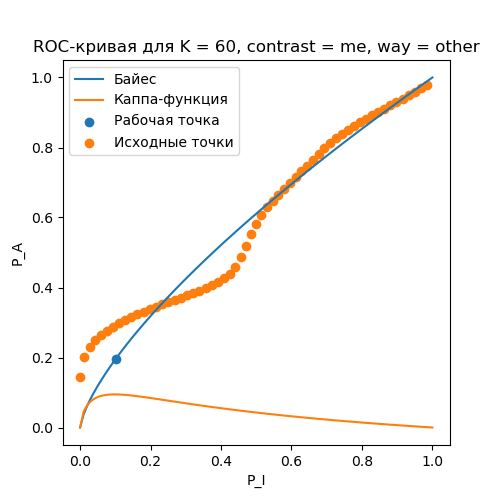 ROC-кривая для K = 60, contrast = me, way = other
Байес
Каппа-функция
Рабочая точка
Исходные точки
1.0
0.8
0.6
0.4
0.2
0.0
P_A
0.0 0.2 0.4 0.6 0.8 1.0
P_I